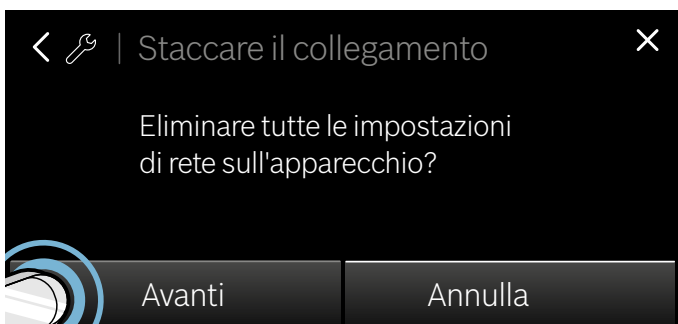 Staccare il collegamento
Eliminare tutte le impostazioni
di rete sull'apparecchio?
Avanti
Annulla